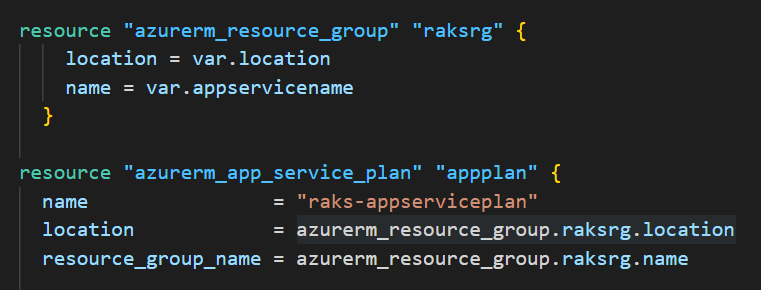 resource "azurerm_resource_group" "raksrg" {
location = var.location
name = var.appservicename
}
resource "azurerm_app_service_plan" "appplan" {
name = "raks-appserviceplan"
location = azurerm_resource_group.raksrg.location
resource_group_name = azurerm_resource_group.raksrg.name